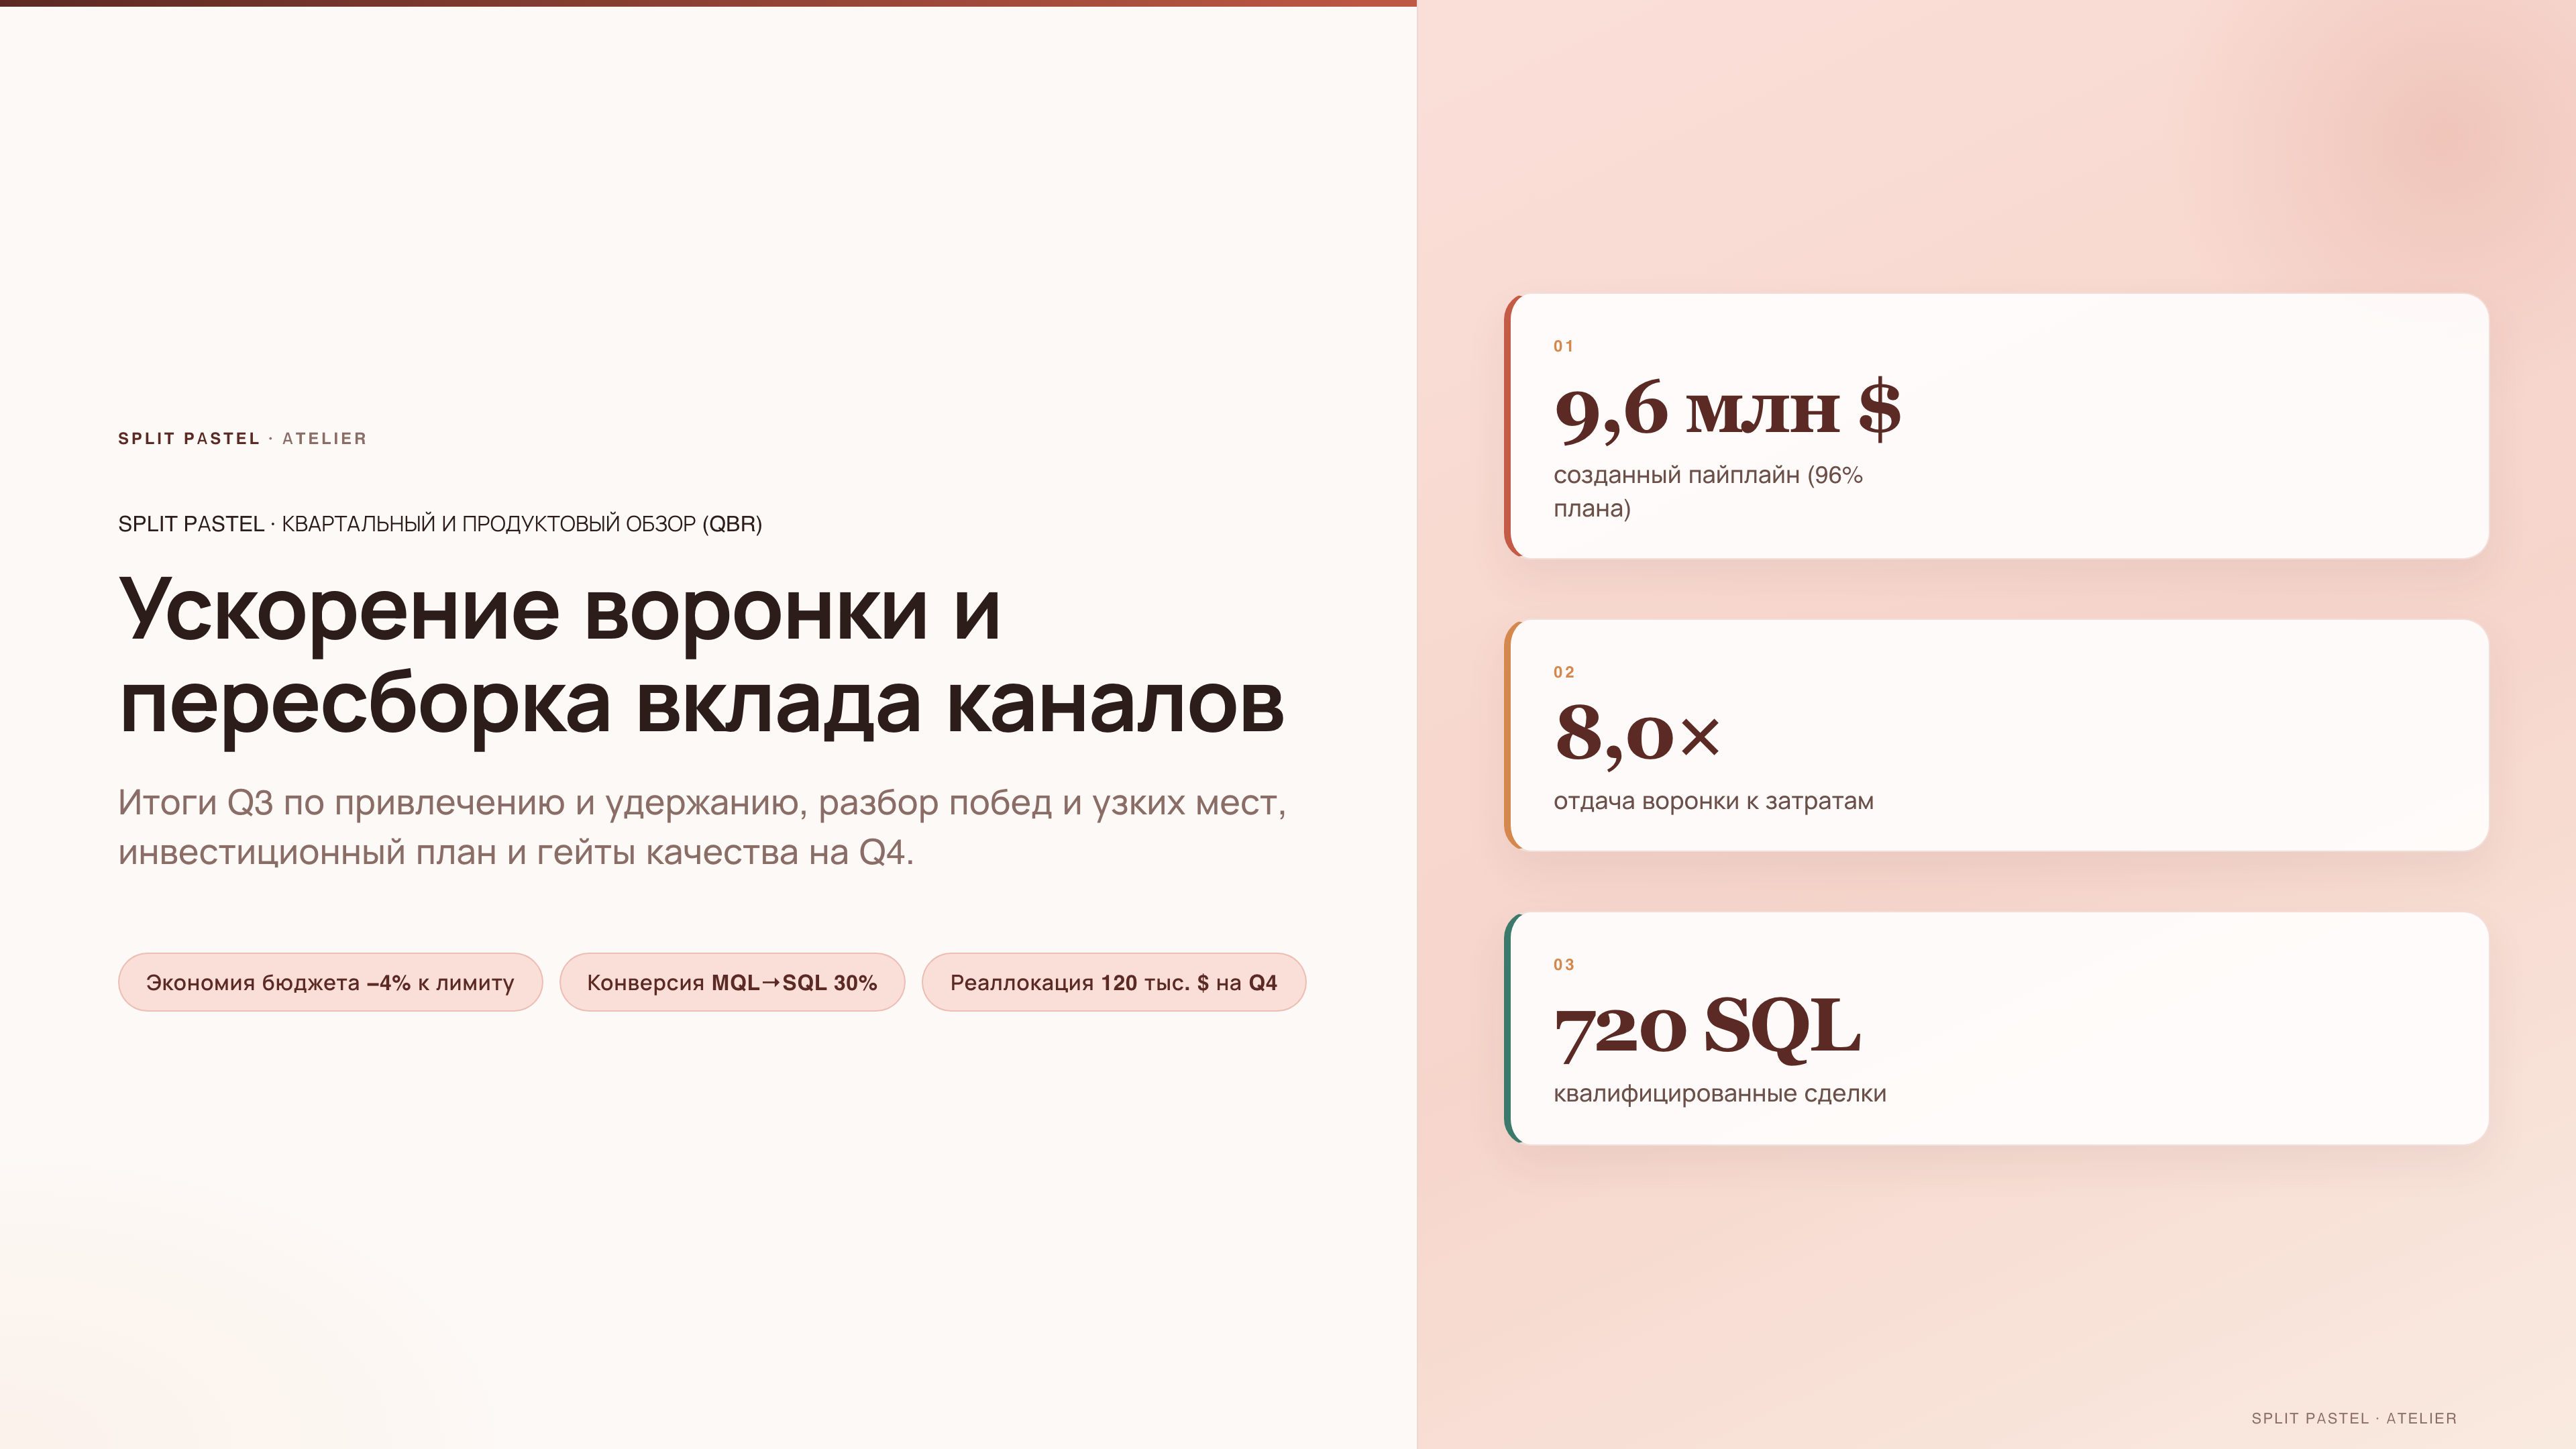 SPLIT PASTEL · ATELIER
SPLIT PASTEL · КВАРТАЛЬНЫЙ И ПРОДУКТОВЫЙ ОБЗОР (QBR)
Ускорение воронки и
пересборка вклада каналов
Итоги Q3 по привлечению и удержанию, разбор побед и узких мест,
инвестиционный план и гейты качества на Q4.
Экономия бюджета –4% к лимиту
Конверсия MQL→SQL 30%
Реаллокация 120 тыс. $ на Q4
01
9,6 млн $
созданный пайплайн (96%
плана)
02
8,0×
отдача воронки к затратам
03
720 SQL
квалифицированные сделки
SPLIT PASTEL · ATELIER